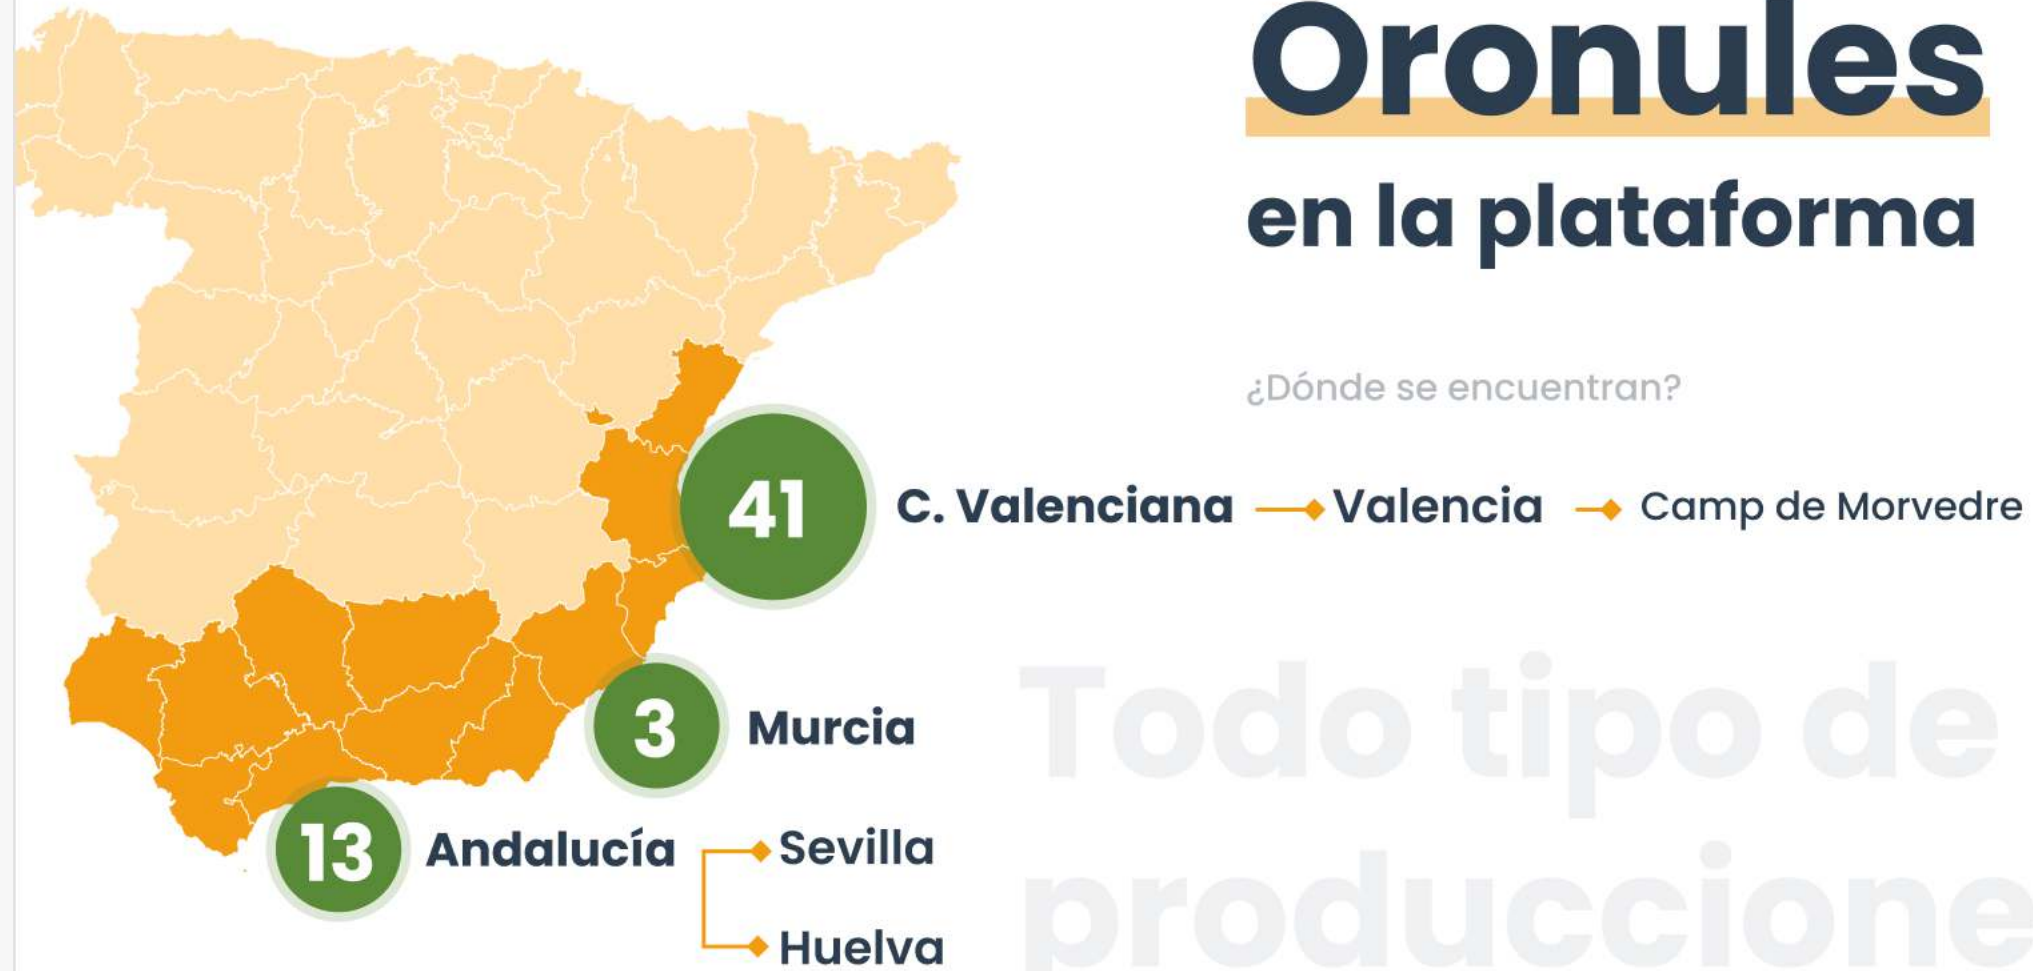 Oronules
en la plataforma
¿Dónde se encuentran?
41 C. Valenciana Valencia Camp de Morvedre
3 Murcia
13 Andalucía Sevilla
Huelva
Todo tipo de
produccione